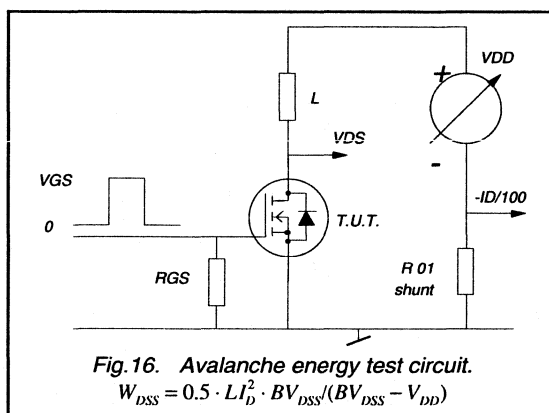 +
VDD
L
-
VDS
VGS
-ID/100
0
T.U.T.
RGS
R 01
shunt
Fig.16. Avalanche energy test circuit.
W_DSS = 0.5 · LI_D^2 · BV_DSS/(BV_DSS − V_DD)